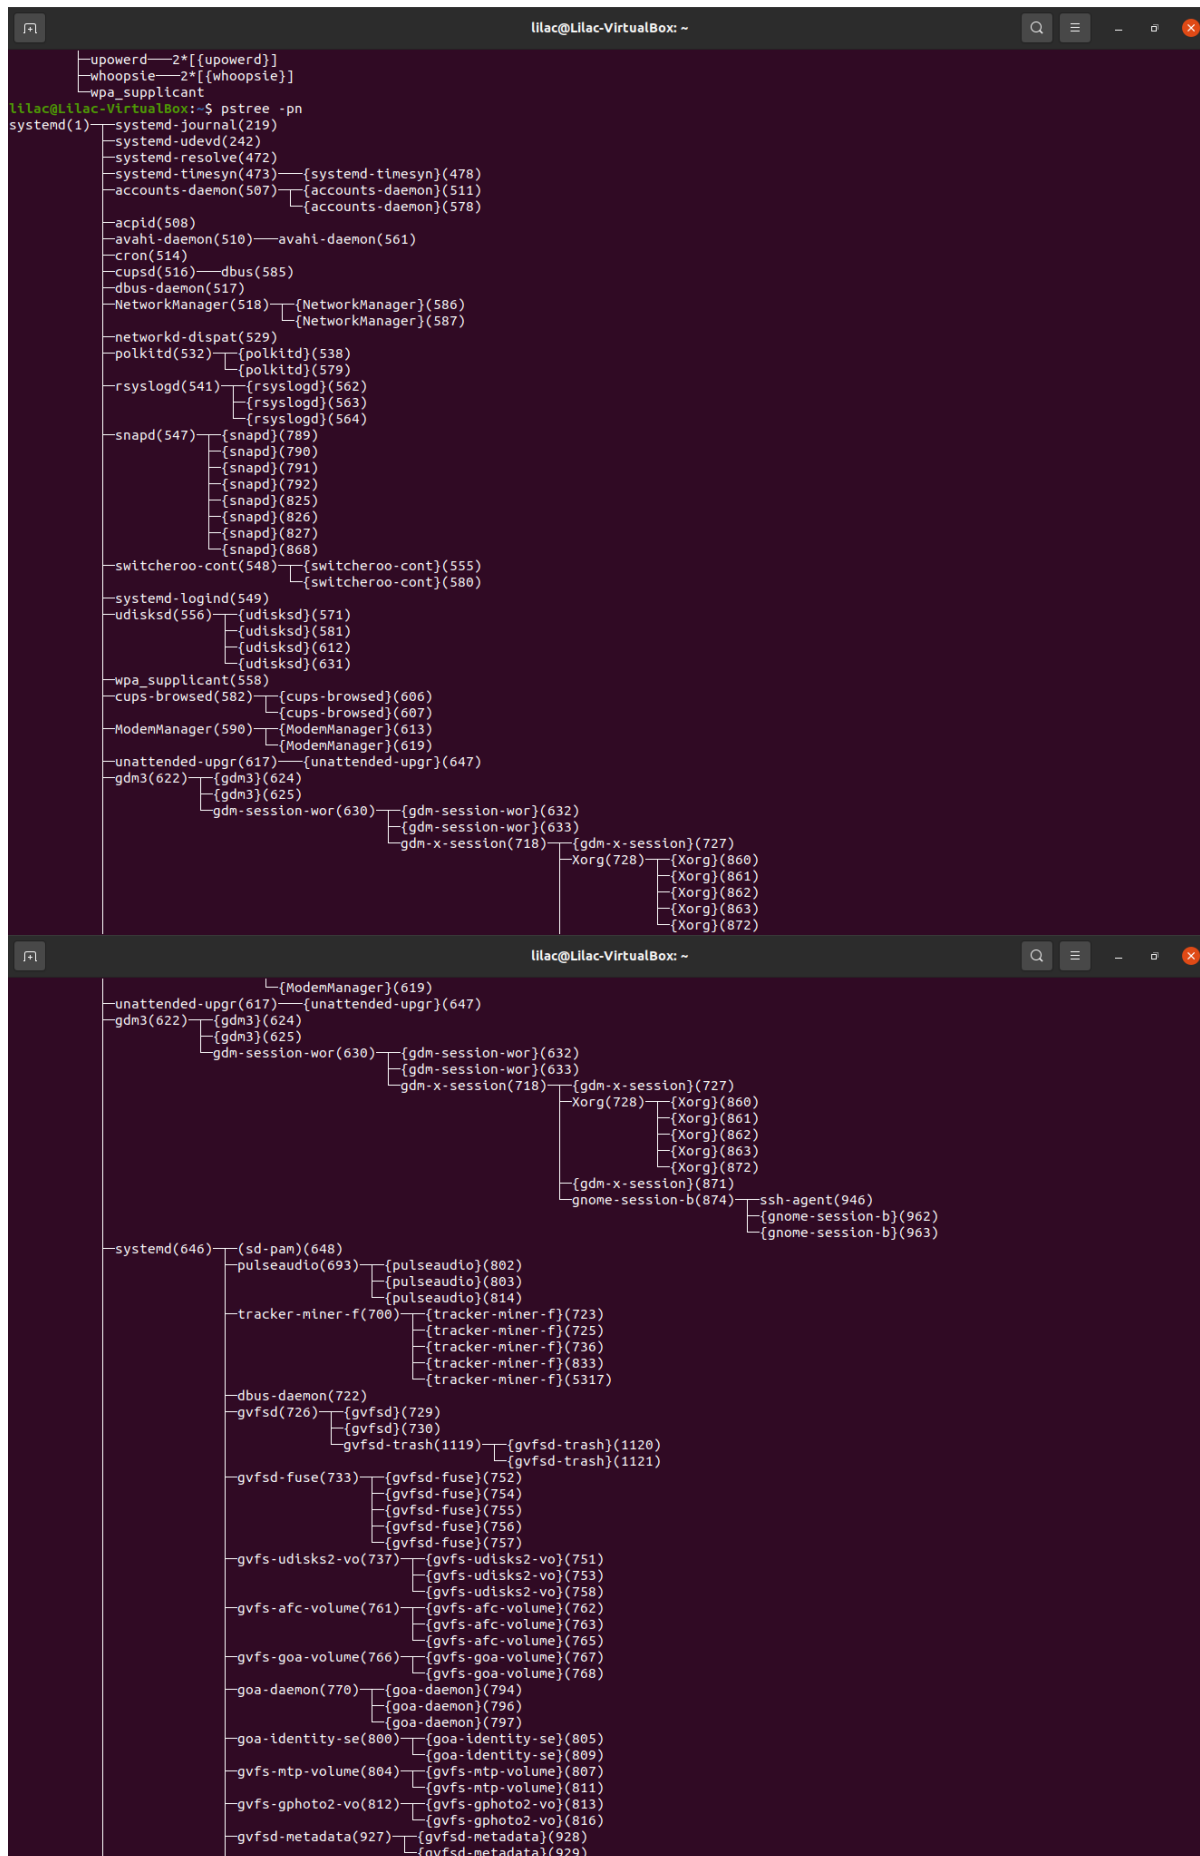 lilac@Lilac-VirtualBox: ~
├─upowerd───2*[{upowerd}]
├─whoopsie───2*[{whoopsie}]
└─wpa_supplicant
lilac@Lilac-VirtualBox:~$ pstree -pn
systemd(1)─┬─systemd-journal(219)
├─systemd-udevd(242)
├─systemd-resolve(472)
├─systemd-timesyn(473)───{systemd-timesyn}(478)
├─accounts-daemon(507)─┬─{accounts-daemon}(511)
│ └─{accounts-daemon}(578)
├─acpid(508)
├─avahi-daemon(510)───avahi-daemon(561)
├─cron(514)
├─cupsd(516)───dbus(585)
├─dbus-daemon(517)
├─NetworkManager(518)─┬─{NetworkManager}(586)
│ └─{NetworkManager}(587)
├─networkd-dispat(529)
├─polkitd(532)─┬─{polkitd}(538)
│ └─{polkitd}(579)
├─rsyslogd(541)─┬─{rsyslogd}(562)
│ ├─{rsyslogd}(563)
│ └─{rsyslogd}(564)
├─snapd(547)─┬─{snapd}(789)
│ ├─{snapd}(790)
│ ├─{snapd}(791)
│ ├─{snapd}(792)
│ ├─{snapd}(825)
│ ├─{snapd}(826)
│ ├─{snapd}(827)
│ └─{snapd}(868)
├─switcheroo-cont(548)─┬─{switcheroo-cont}(555)
│ └─{switcheroo-cont}(580)
├─systemd-logind(549)
├─udisksd(556)─┬─{udisksd}(571)
│ ├─{udisksd}(581)
│ ├─{udisksd}(612)
│ └─{udisksd}(631)
├─wpa_supplicant(558)
├─cups-browsed(582)─┬─{cups-browsed}(606)
│ └─{cups-browsed}(607)
├─ModemManager(590)─┬─{ModemManager}(613)
│ └─{ModemManager}(619)
├─unattended-upgr(617)───{unattended-upgr}(647)
├─gdm3(622)─┬─{gdm3}(624)
│ ├─{gdm3}(625)
│ └─gdm-session-wor(630)─┬─{gdm-session-wor}(632)
│ ├─{gdm-session-wor}(633)
│ └─gdm-x-session(718)─┬─{gdm-x-session}(727)
│ ├─Xorg(728)─┬─{Xorg}(860)
│ │ ├─{Xorg}(861)
│ │ ├─{Xorg}(862)
│ │ ├─{Xorg}(863)
│ │ └─{Xorg}(872)
lilac@Lilac-VirtualBox: ~
│ └─{ModemManager}(619)
├─unattended-upgr(617)───{unattended-upgr}(647)
├─gdm3(622)─┬─{gdm3}(624)
│ ├─{gdm3}(625)
│ └─gdm-session-wor(630)─┬─{gdm-session-wor}(632)
│ ├─{gdm-session-wor}(633)
│ └─gdm-x-session(718)─┬─{gdm-x-session}(727)
│ ├─Xorg(728)─┬─{Xorg}(860)
│ │ ├─{Xorg}(861)
│ │ ├─{Xorg}(862)
│ │ ├─{Xorg}(863)
│ │ └─{Xorg}(872)
│ ├─{gdm-x-session}(871)
│ └─gnome-session-b(874)─┬─ssh-agent(946)
│ ├─{gnome-session-b}(962)
│ └─{gnome-session-b}(963)
├─systemd(646)─┬─(sd-pam)(648)
│ ├─pulseaudio(693)─┬─{pulseaudio}(802)
│ │ ├─{pulseaudio}(803)
│ │ └─{pulseaudio}(814)
│ ├─tracker-miner-f(700)─┬─{tracker-miner-f}(723)
│ │ ├─{tracker-miner-f}(725)
│ │ ├─{tracker-miner-f}(736)
│ │ ├─{tracker-miner-f}(833)
│ │ └─{tracker-miner-f}(5317)
│ ├─dbus-daemon(722)
│ ├─gvfsd(726)─┬─{gvfsd}(729)
│ │ ├─{gvfsd}(730)
│ │ └─gvfsd-trash(1119)─┬─{gvfsd-trash}(1120)
│ │ └─{gvfsd-trash}(1121)
│ ├─gvfsd-fuse(733)─┬─{gvfsd-fuse}(752)
│ │ ├─{gvfsd-fuse}(754)
│ │ ├─{gvfsd-fuse}(755)
│ │ ├─{gvfsd-fuse}(756)
│ │ └─{gvfsd-fuse}(757)
│ ├─gvfs-udisks2-vo(737)─┬─{gvfs-udisks2-vo}(751)
│ │ ├─{gvfs-udisks2-vo}(753)
│ │ └─{gvfs-udisks2-vo}(758)
│ ├─gvfs-afc-volume(761)─┬─{gvfs-afc-volume}(762)
│ │ ├─{gvfs-afc-volume}(763)
│ │ └─{gvfs-afc-volume}(765)
│ ├─gvfs-goa-volume(766)─┬─{gvfs-goa-volume}(767)
│ │ └─{gvfs-goa-volume}(768)
│ ├─goa-daemon(770)─┬─{goa-daemon}(794)
│ │ ├─{goa-daemon}(796)
│ │ └─{goa-daemon}(797)
│ ├─goa-identity-se(800)─┬─{goa-identity-se}(805)
│ │ └─{goa-identity-se}(809)
│ ├─gvfs-mtp-volume(804)─┬─{gvfs-mtp-volume}(807)
│ │ └─{gvfs-mtp-volume}(811)
│ ├─gvfs-gphoto2-vo(812)─┬─{gvfs-gphoto2-vo}(813)
│ │ └─{gvfs-gphoto2-vo}(816)
│ ├─gvfsd-metadata(927)─┬─{gvfsd-metadata}(928)
│ │ └─{gvfsd-metadata}(929)